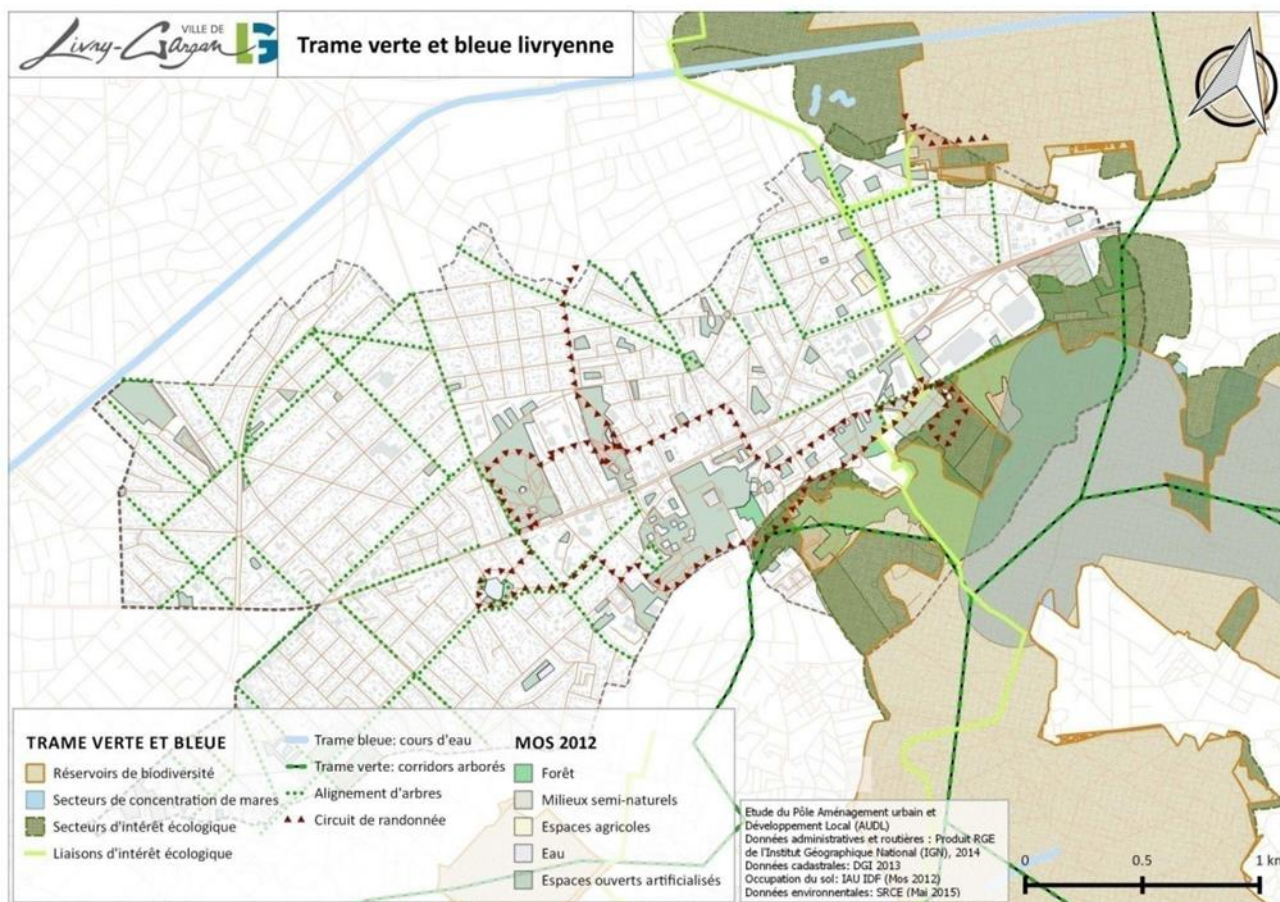 Livry-Gargan
VILLE DE
LG
Trame verte et bleue livryenne
TRAME VERTE ET BLEUE
Réservoirs de biodiversité
Secteurs de concentration de mares
Secteurs d'intérêt écologique
Liaisons d'intérêt écologique
Trame bleue: cours d'eau
Trame verte: corridors arborés
Alignement d'arbres
Circuit de randonnée
MOS 2012
Forêt
Milieux semi-naturels
Espaces agricoles
Eau
Espaces ouverts artificialisés
Etude du Pôle Aménagement urbain et
Développement Local (AUDL)
Données administratives et routières : Produit RGE
de l'Institut Géographique National (IGN), 2014
Données cadastrales: DGI 2013
Occupation du sol: IAU IDF (Mos 2012)
Données environnementales: SRCE (Mai 2015)
0 0.5 1 km